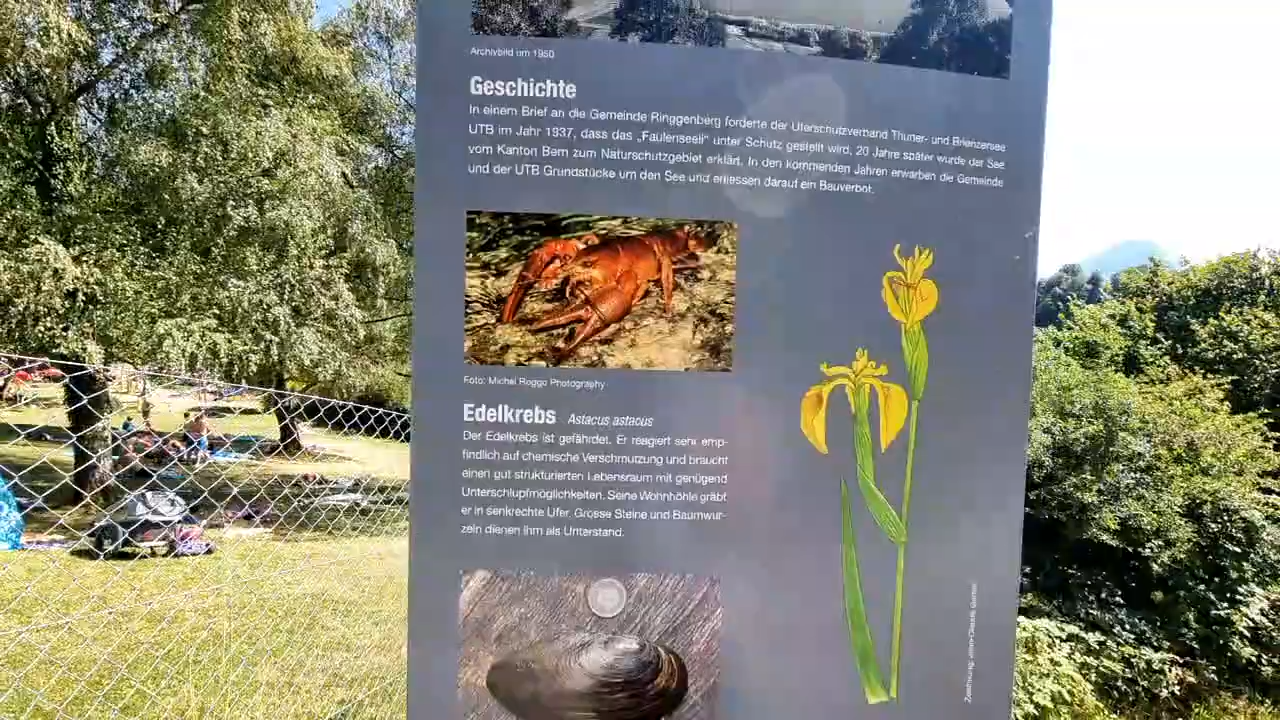 Archivbild um 1950
Geschichte
In einem Brief an die Gemeinde Ringgenberg forderte der Uferschutzverband Thuner- und Brienzersee
UTB im Jahr 1937, dass das „Faulenseeli“ unter Schutz gestellt wird. 20 Jahre später wurde der See
vom Kanton Bern zum Naturschutzgebiet erklärt. In den kommenden Jahren erwarben die Gemeinde
und der UTB Grundstücke um den See und erliessen darauf ein Bauverbot.
Foto: Michel Roggo Photography
Edelkrebs Astacus astacus
Der Edelkrebs ist gefährdet. Er reagiert sehr emp-
findlich auf chemische Verschmutzung und braucht
einen gut strukturierten Lebensraum mit genügend
Unterschlupfmöglichkeiten. Seine Wohnhöhle gräbt
er in senkrechte Ufer. Grosse Steine und Baumwur-
zeln dienen ihm als Unterstand.
Zeichnung: